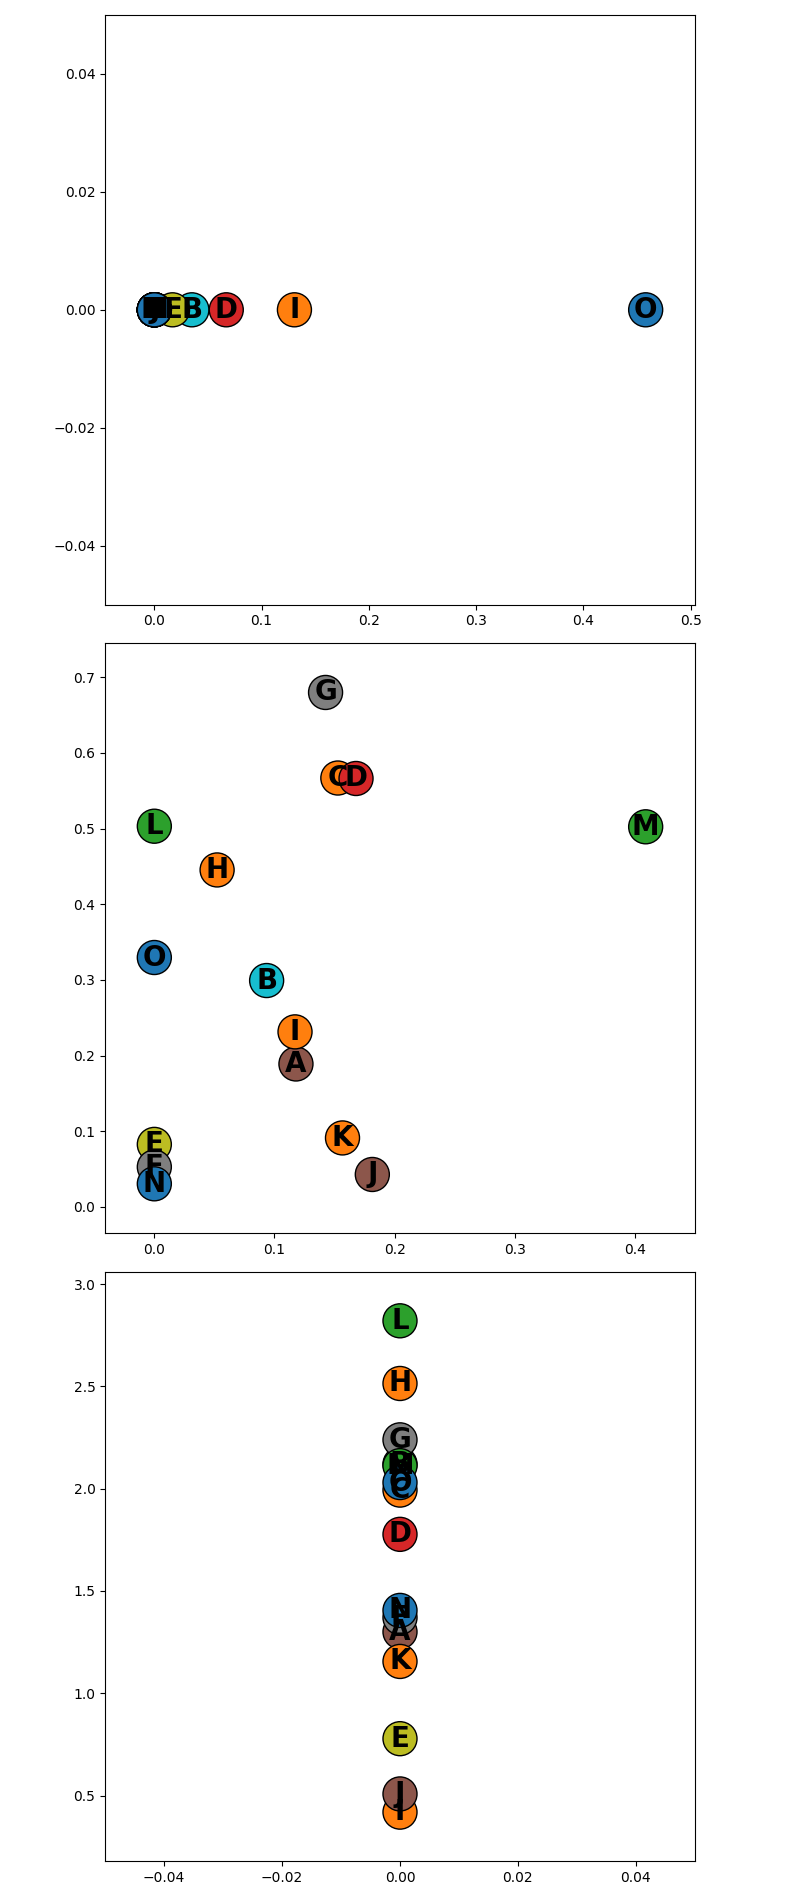 0.04
0.02
0.00
−0.02
−0.04
E B D I O
0.0 0.1 0.2 0.3 0.4 0.5
0.7
0.6
0.5
0.4
0.3
0.2
0.1
0.0
G
C D
L M
H
O
B
I
A
E
K
F
J
N
0.0 0.1 0.2 0.3 0.4
3.0
2.5
2.0
1.5
1.0
0.5
L
H
G
O
C
D
N
A
K
E
J
I
−0.04 −0.02 0.00 0.02 0.04